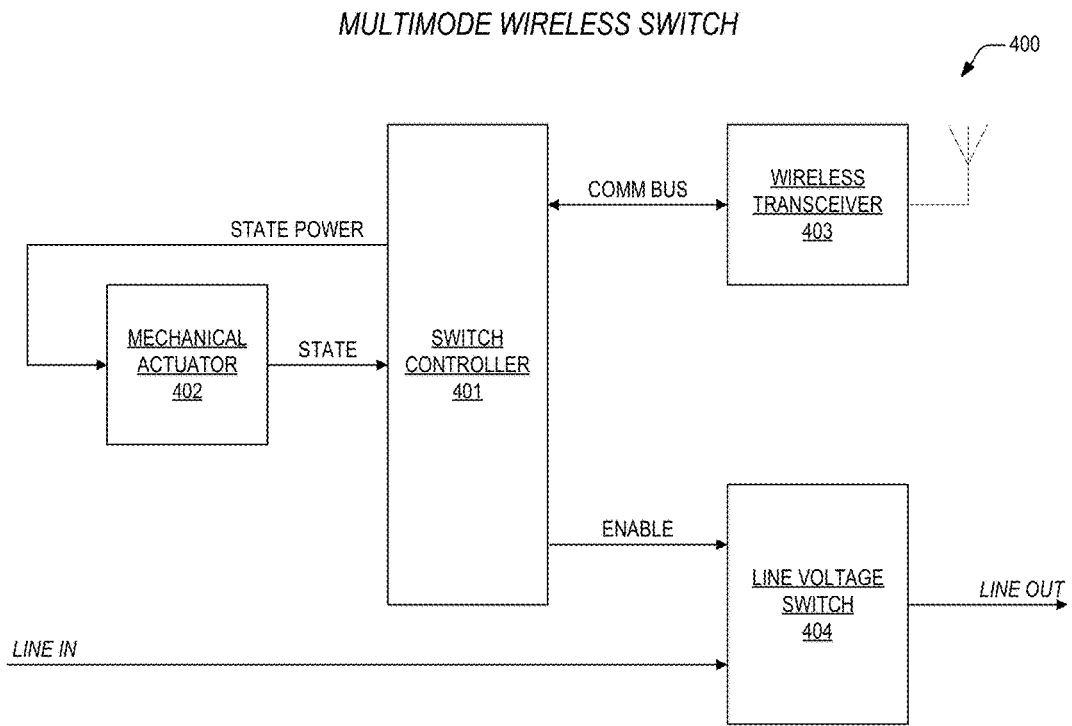 MULTIMODE WIRELESS SWITCH
400
WIRELESS
TRANSCEIVER
403
COMM BUS
STATE POWER
MECHANICAL
ACTUATOR
402
STATE
SWITCH
CONTROLLER
401
ENABLE
LINE VOLTAGE
SWITCH
404
LINE OUT
LINE IN